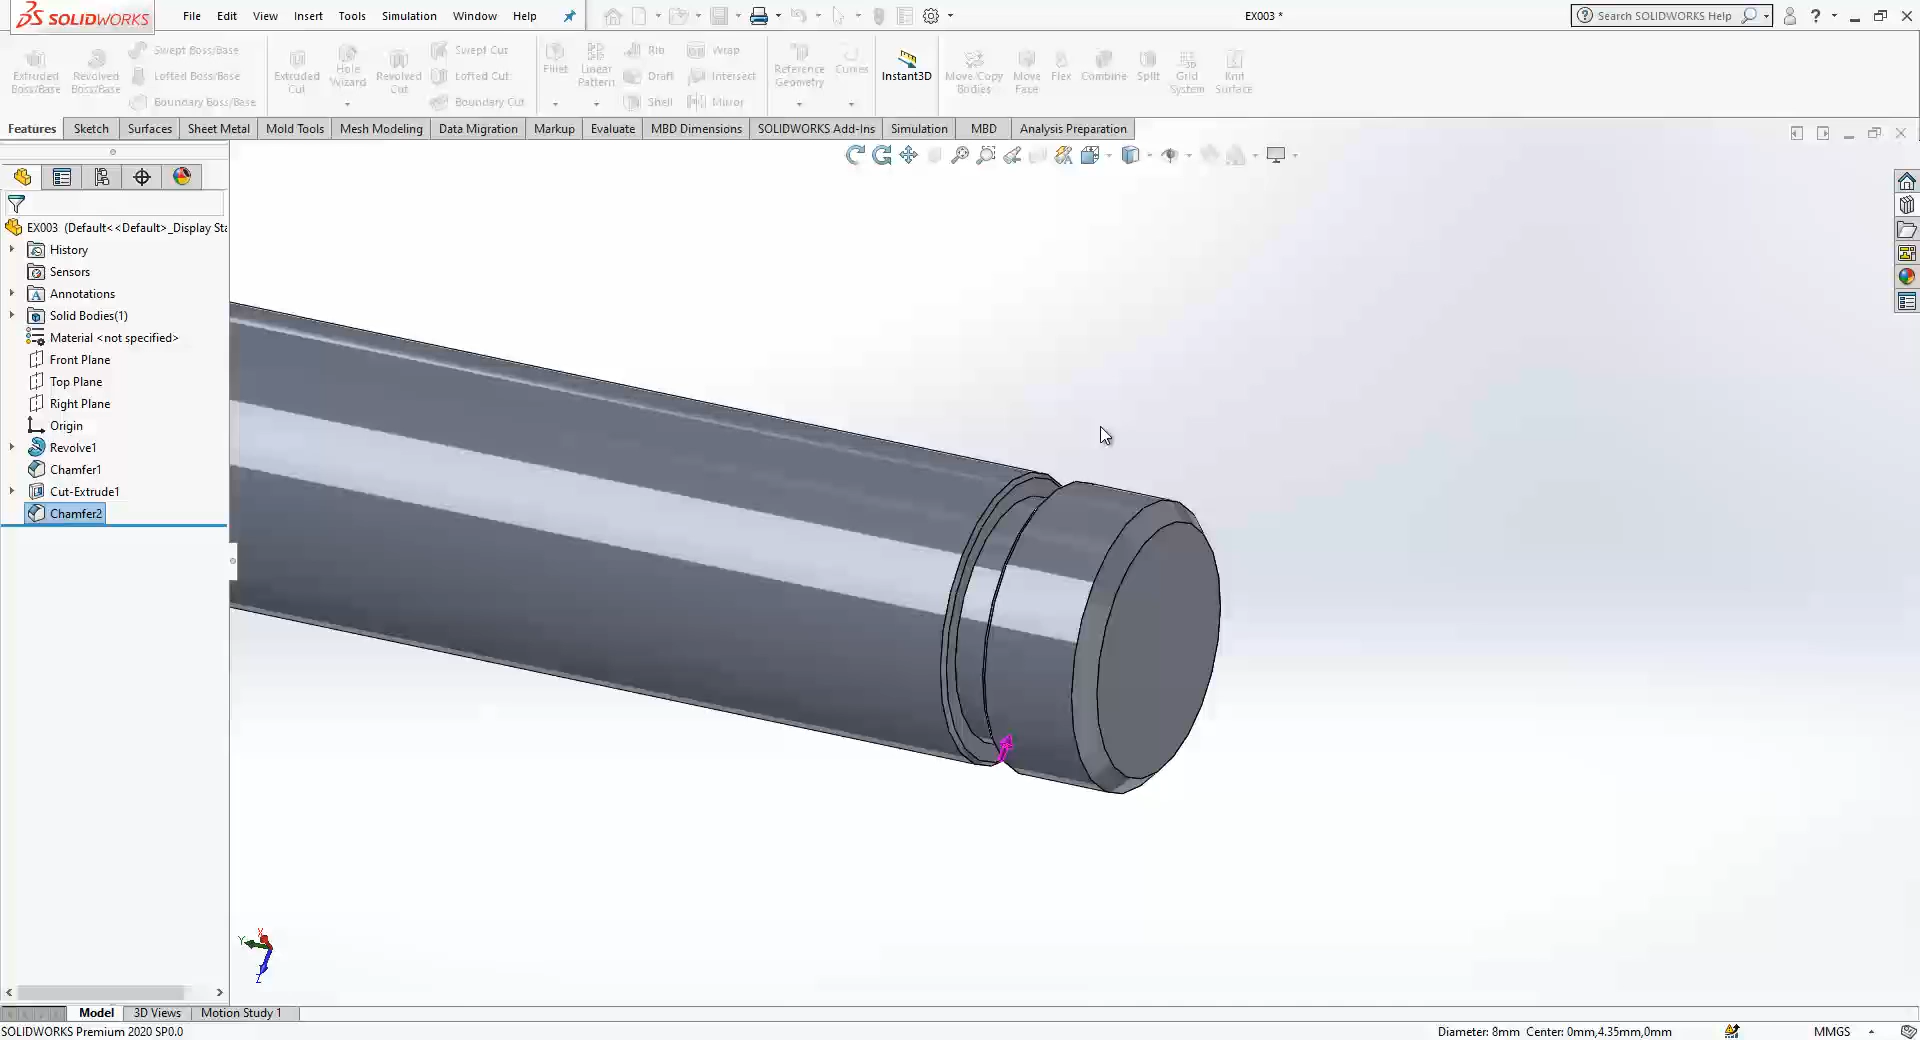 SOLIDWORKS
File Edit View Insert Tools Simulation Window Help
EX003 *
Search SOLIDWORKS Help
Extruded Boss/Base
Revolved Boss/Base
Swept Boss/Base
Lofted Boss/Base
Boundary Boss/Base
Extruded Cut
Hole Wizard
Revolved Cut
Swept Cut
Lofted Cut
Boundary Cut
Fillet
Linear Pattern
Rib
Draft
Shell
Wrap
Intersect
Mirror
Reference Geometry
Curves
Instant3D
Move/Copy Bodies
Move Face
Flex
Combine
Split
Grid System
Knit Surface
Features Sketch Surfaces Sheet Metal Mold Tools Mesh Modeling Data Migration Markup Evaluate MBD Dimensions SOLIDWORKS Add-Ins Simulation MBD Analysis Preparation
EX003 (Default<<Default>_Display Sta
History
Sensors
Annotations
Solid Bodies(1)
Material <not specified>
Front Plane
Top Plane
Right Plane
Origin
Revolve1
Chamfer1
Cut-Extrude1
Chamfer2
X
Y
Z
Model 3D Views Motion Study 1
SOLIDWORKS Premium 2020 SP0.0
Diameter: 8mm Center: 0mm,4.35mm,0mm
MMGS